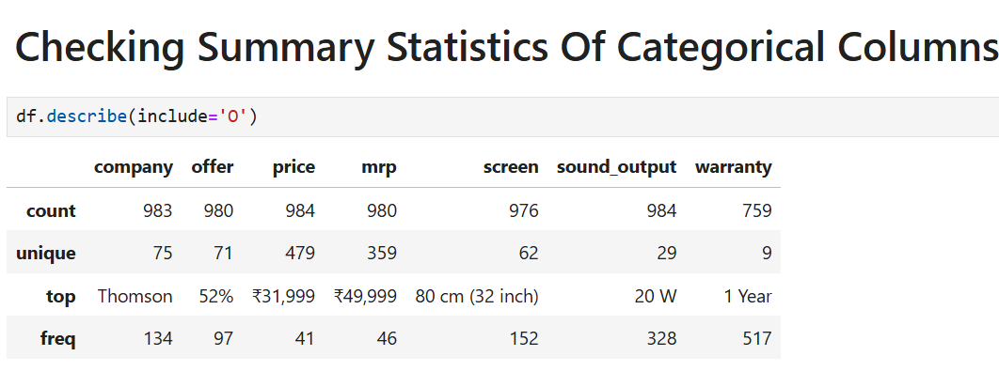 Checking Summary Statistics Of Categorical Columns
df.describe(include='O')
company offer price mrp screen sound_output warranty
count 983 980 984 980 976 984 759
unique 75 71 479 359 62 29 9
top Thomson 52% ₹31,999 ₹49,999 80 cm (32 inch) 20 W 1 Year
freq 134 97 41 46 152 328 517